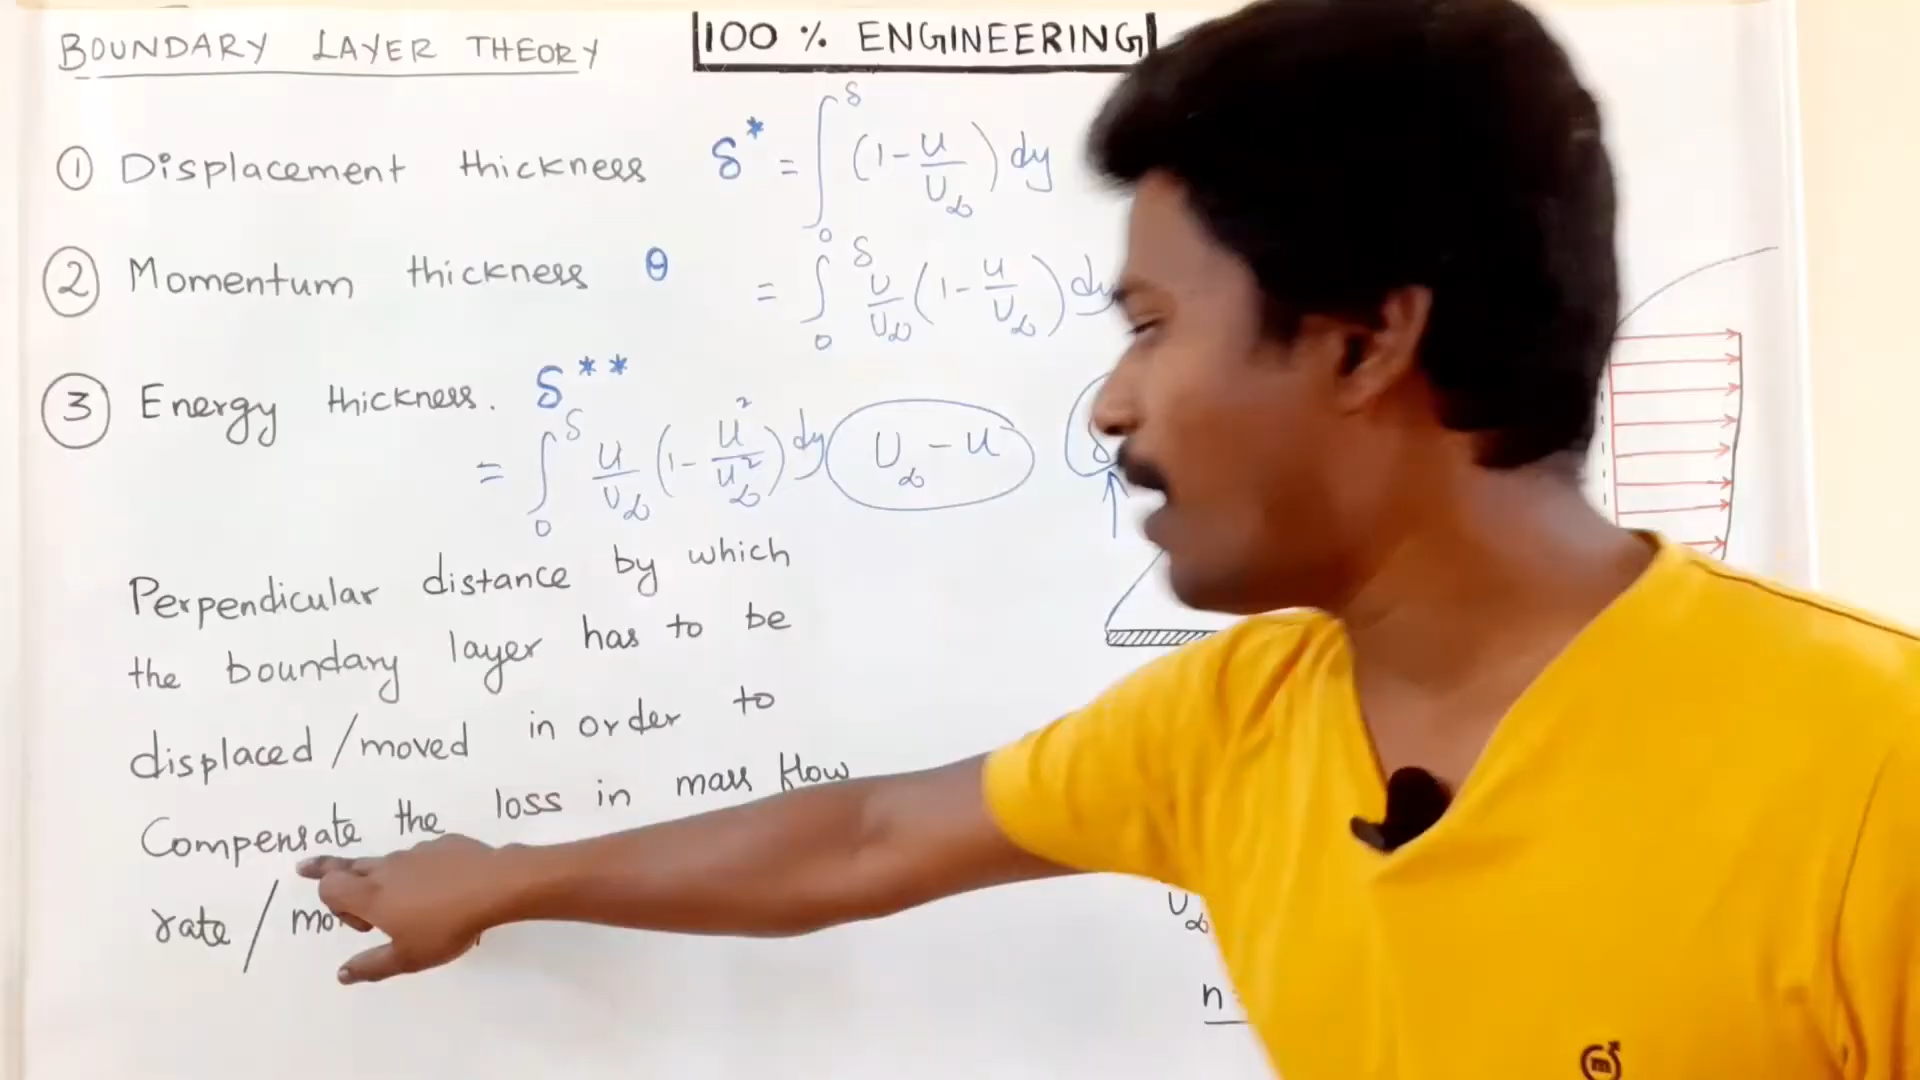 BOUNDARY LAYER THEORY
100 % ENGINEERING
① Displacement thickness δ* = ∫₀^δ (1 - u/U∞) dy
② Momentum thickness θ = ∫₀^δ u/U∞ (1 - u/U∞) dy
③ Energy thickness. δ**
= ∫₀^δ u/U∞ (1 - u²/U∞²) dy
U∞ - u
Perpendicular distance by which
the boundary layer has to be
displaced / moved in order to
Compensate the loss in mass flow
rate /
U∞
n
m